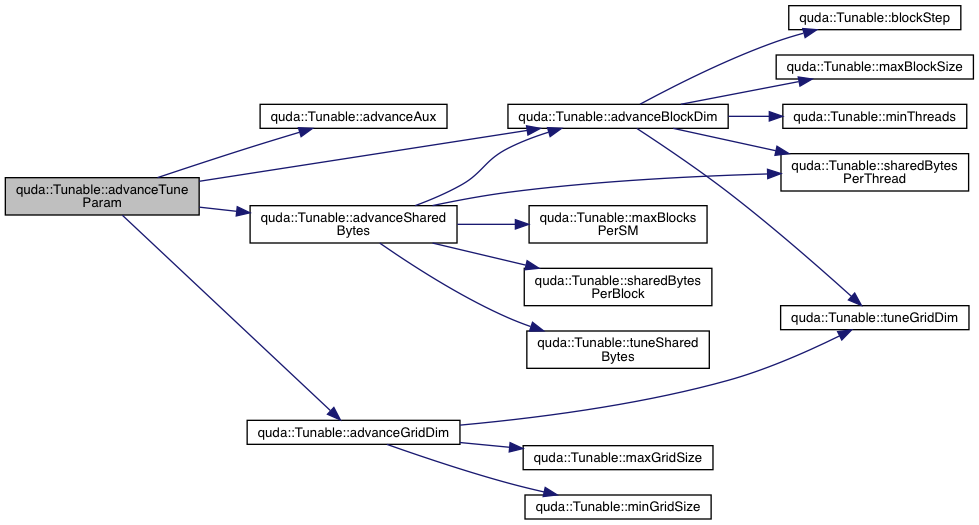 quda::Tunable::blockStep
quda::Tunable::maxBlockSize
quda::Tunable::advanceAux
quda::Tunable::advanceBlockDim
quda::Tunable::minThreads
quda::Tunable::sharedBytes
PerThread
quda::Tunable::advanceTune
Param
quda::Tunable::advanceShared
Bytes
quda::Tunable::maxBlocks
PerSM
quda::Tunable::sharedBytes
PerBlock
quda::Tunable::tuneGridDim
quda::Tunable::tuneShared
Bytes
quda::Tunable::advanceGridDim
quda::Tunable::maxGridSize
quda::Tunable::minGridSize